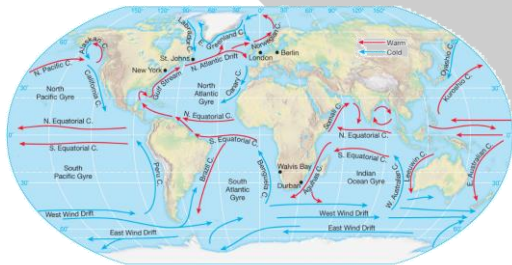 Labrador C.
Greenland C.
Norwegian C.
Alaskan C.
N. Pacific C.
St. Johns
N. Atlantic Drift
London
Berlin
Warm
Cold
Oyashio C.
New York
Gulf Stream
California C.
Canary C.
Kuroshio C.
North
Pacific Gyre
North
Atlantic
Gyre
Somali C.
N. Equatorial C.
N. Equatorial C.
N. Equatorial C.
S. Equatorial C.
S. Equatorial C.
S. Equatorial C.
South
Pacific Gyre
Peru C.
Brazil C.
South
Atlantic
Gyre
Benguela C.
Walvis Bay
Durban
Agulhas C.
Indian
Ocean Gyre
W. Australian C.
Leeuwin C.
E. Australian C.
West Wind Drift
West Wind Drift
East Wind Drift
East Wind Drift
0°